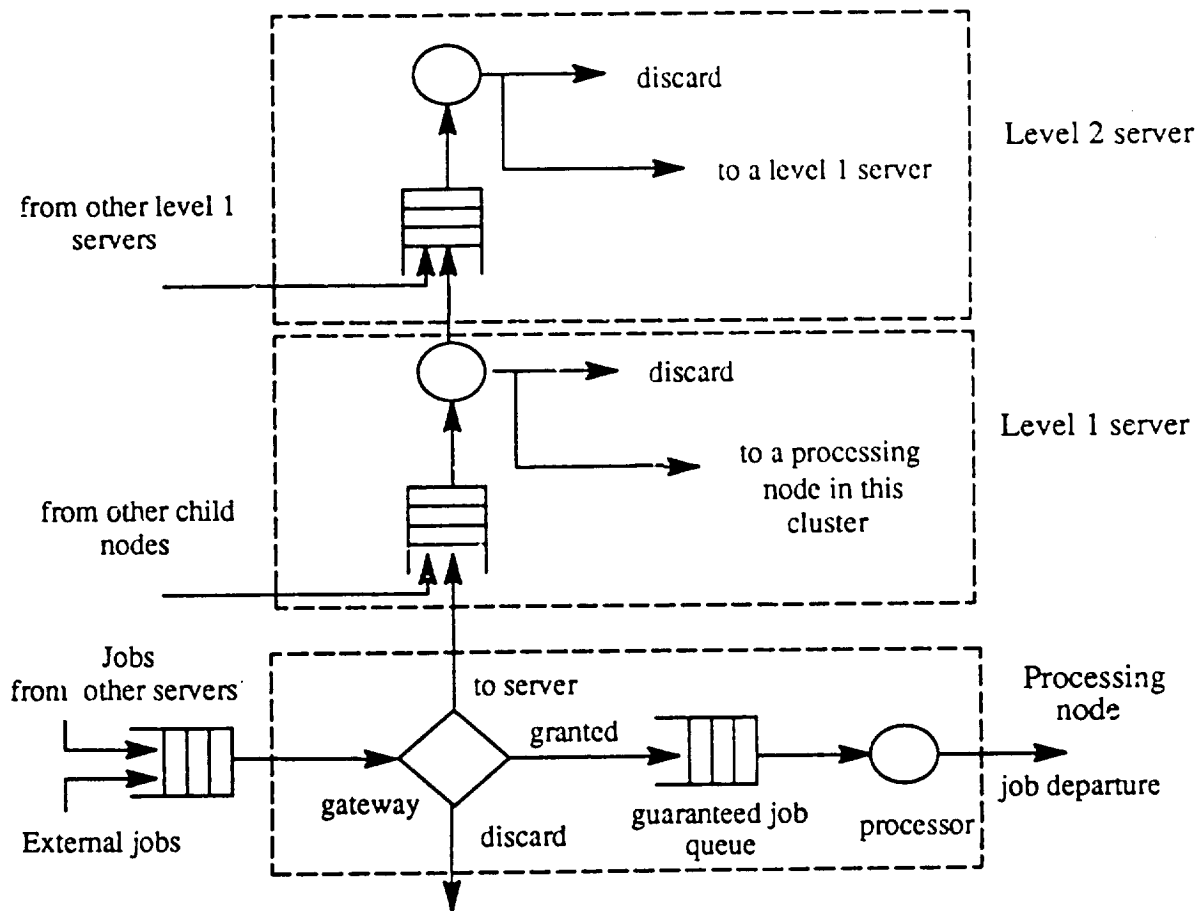 discard
Level 2 server
to a level 1 server
from other level 1
servers
discard
Level 1 server
to a processing
node in this
cluster
from other child
nodes
Jobs
from other servers
to server
Processing
node
granted
gateway
guaranteed job
queue
processor
job departure
External jobs
discard